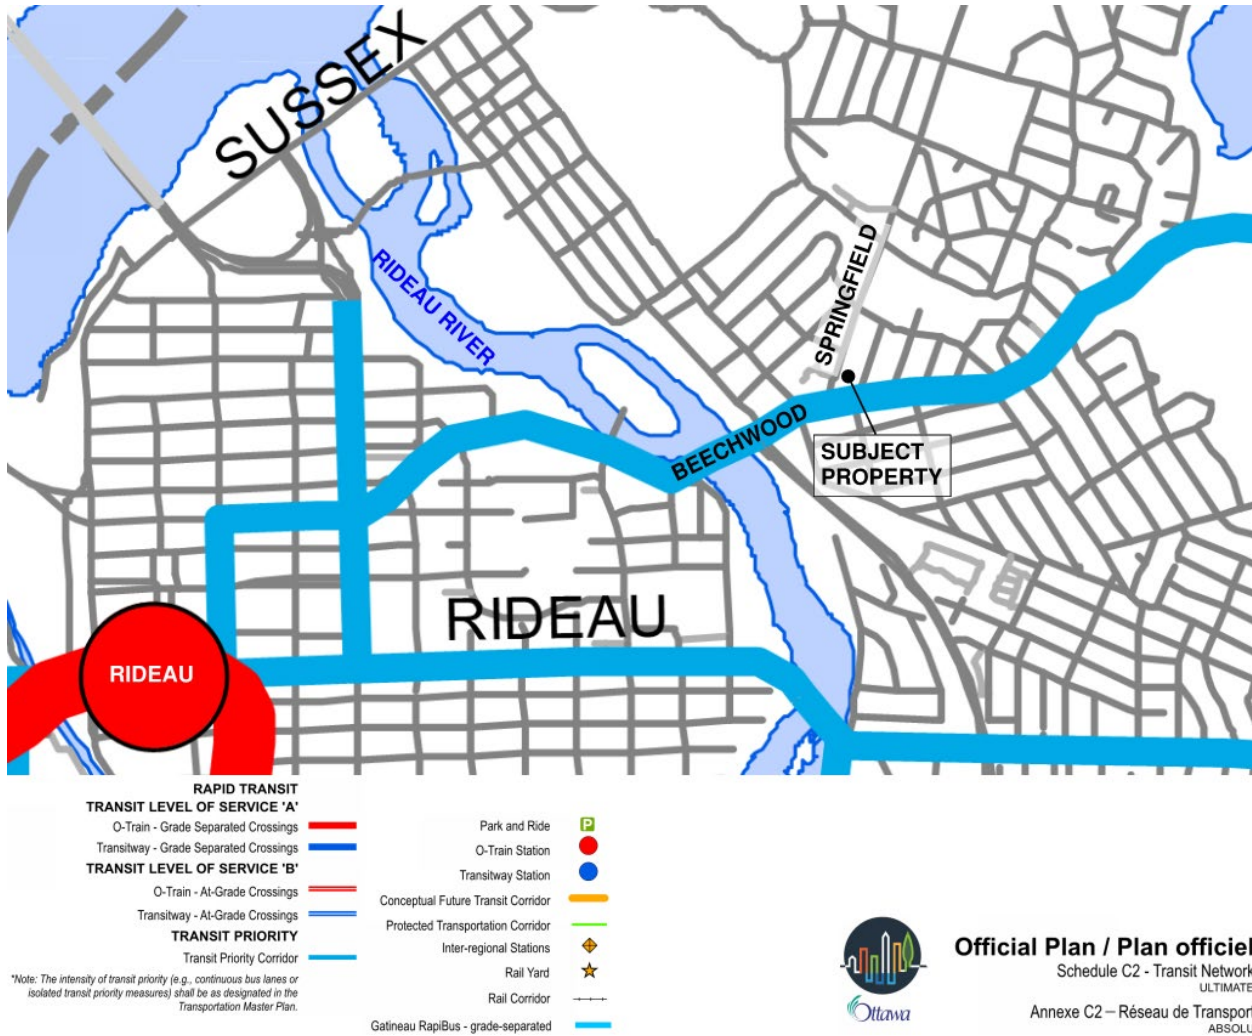 SUSSEX
RIDEAU RIVER
SPRINGFIELD
BEECHWOOD
SUBJECT
PROPERTY
RIDEAU
RIDEAU
RAPID TRANSIT
TRANSIT LEVEL OF SERVICE 'A'
O-Train - Grade Separated Crossings
Transitway - Grade Separated Crossings
TRANSIT LEVEL OF SERVICE 'B'
O-Train - At-Grade Crossings
Transitway - At-Grade Crossings
TRANSIT PRIORITY
Transit Priority Corridor
*Note: The intensity of transit priority (e.g., continuous bus lanes or
isolated transit priority measures) shall be as designated in the
Transportation Master Plan.
Park and Ride P
O-Train Station
Transitway Station
Conceptual Future Transit Corridor
Protected Transportation Corridor
Inter-regional Stations
Rail Yard
Rail Corridor
Gatineau RapiBus - grade-separated
Ottawa
Official Plan / Plan officiel
Schedule C2 - Transit Network
ULTIMATE
Annexe C2 – Réseau de Transport
ABSOLU